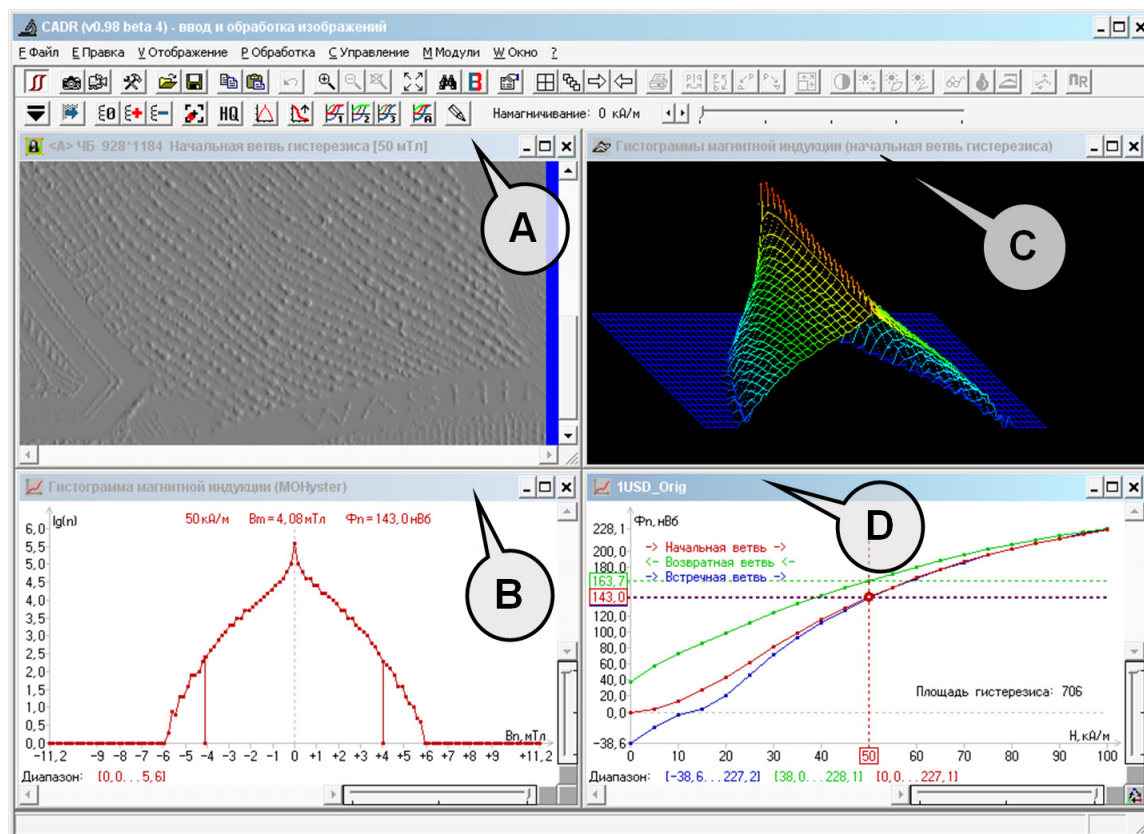 CADR (v0.98 beta 4) - ввод и обработка изображений
F Файл E Правка V Отображение P Обработка C Управление M Модули W Окно ?
HQ Намагничивание: 0 кА/м
<A> ЧБ 928*1184 Начальная ветвь гистерезиса [50 мТл]
A
WASHI
Гистограммы магнитной индукции (начальная ветвь гистерезиса)
C
Гистограмма магнитной индукции (MOHyster)
B
lg(n) 50 кА/м Bm=4,08 мТл Фn=143,0 нВб
6,0
5,5
5,0
4,5
4,0
3,5
3,0
2,5
2,0
1,5
1,0
0,5
0,0
Bn, мТл
-11,2 -9 -8 -7 -6 -5 -4 -3 -2 -1 0 +1 +2 +3 +4 +5 +6 +7 +8 +9 +11,2
Диапазон: [0,0...5,6]
1USD_Orig
D
Фn, нВб
228,1
200,0
180,0
163,7
143,0
120,0
100,0
80,0
60,0
40,0
20,0
0,0
-38,6
-> Начальная ветвь ->
<- Возвратная ветвь <-
-> Встречная ветвь ->
Площадь гистерезиса: 706
H, кА/м
0 10 20 30 40 50 60 70 80 90 100
Диапазон: [-38,6...227,2] [38,0...228,1] [0,0...227,1]